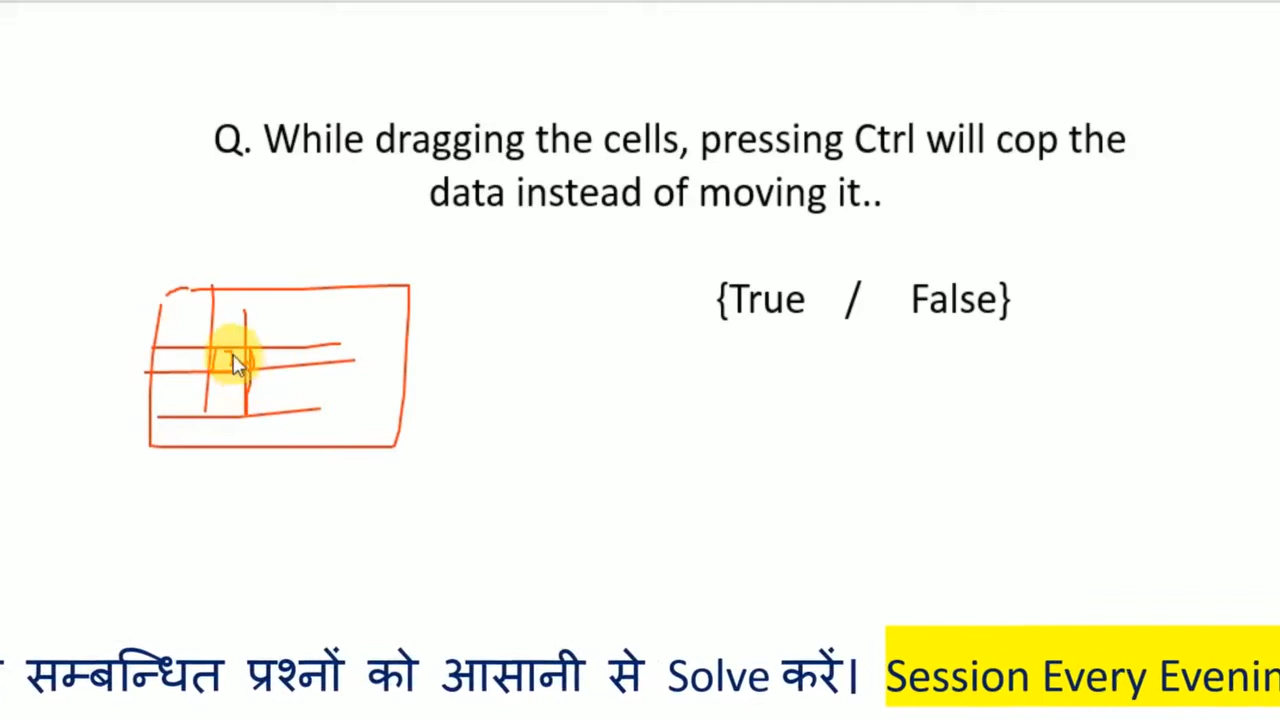 Q. While dragging the cells, pressing Ctrl will cop the
data instead of moving it..
{True / False}
सम्बन्धित प्रश्नों को आसानी से Solve करें। Session Every Evenin